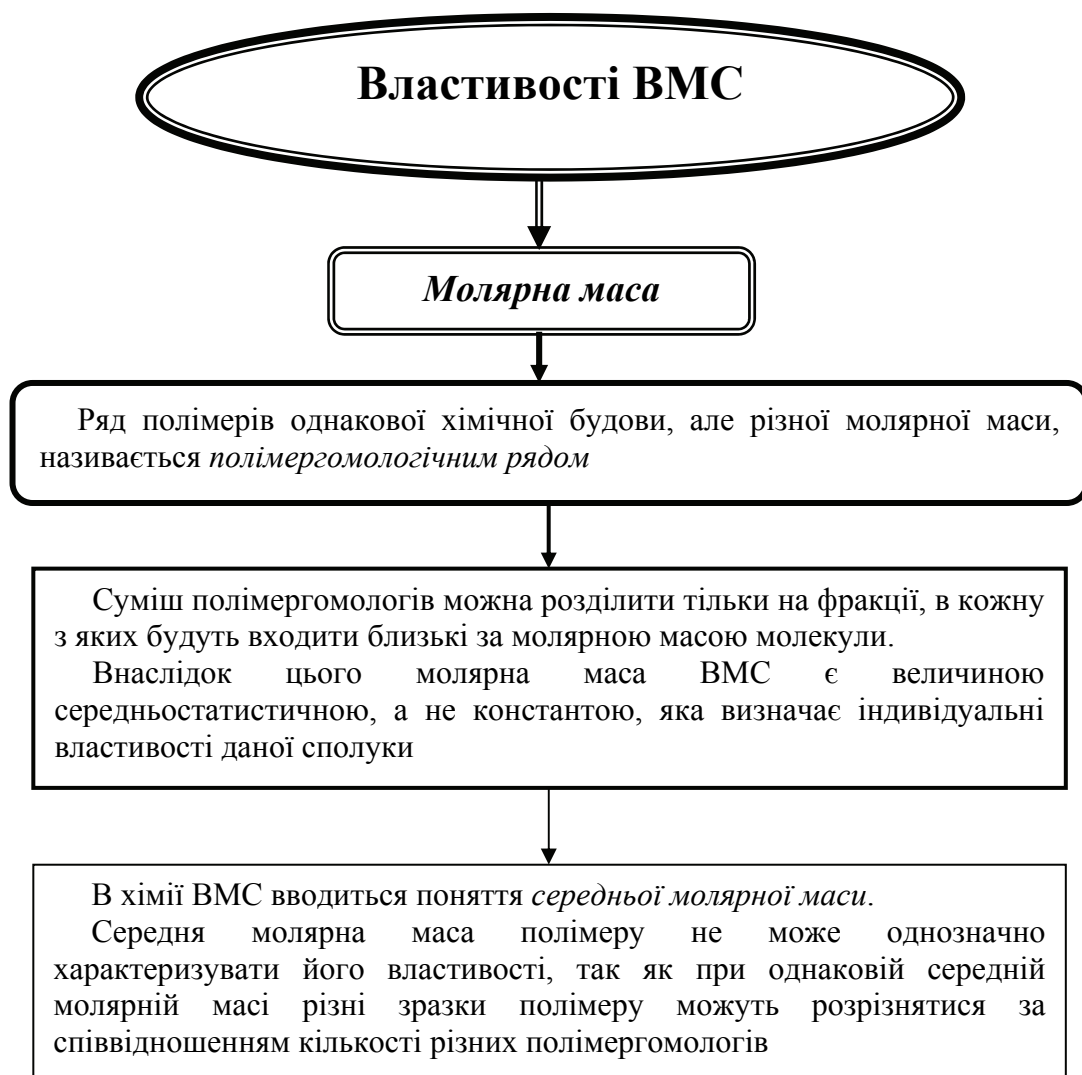 Властивості ВМС
Молярна маса
Ряд полімерів однакової хімічної будови, але різної молярної маси,
називається полімергомологічним рядом
Суміш полімергомологів можна розділити тільки на фракції, в кожну
з яких будуть входити близькі за молярною масою молекули.
Внаслідок цього молярна маса ВМС є величиною
середньостатистичною, а не константою, яка визначає індивідуальні
властивості даної сполуки
В хімії ВМС вводиться поняття середньої молярної маси.
Середня молярна маса полімеру не може однозначно
характеризувати його властивості, так як при однаковій середній
молярній масі різні зразки полімеру можуть розрізнятися за
співвідношенням кількості різних полімергомологів